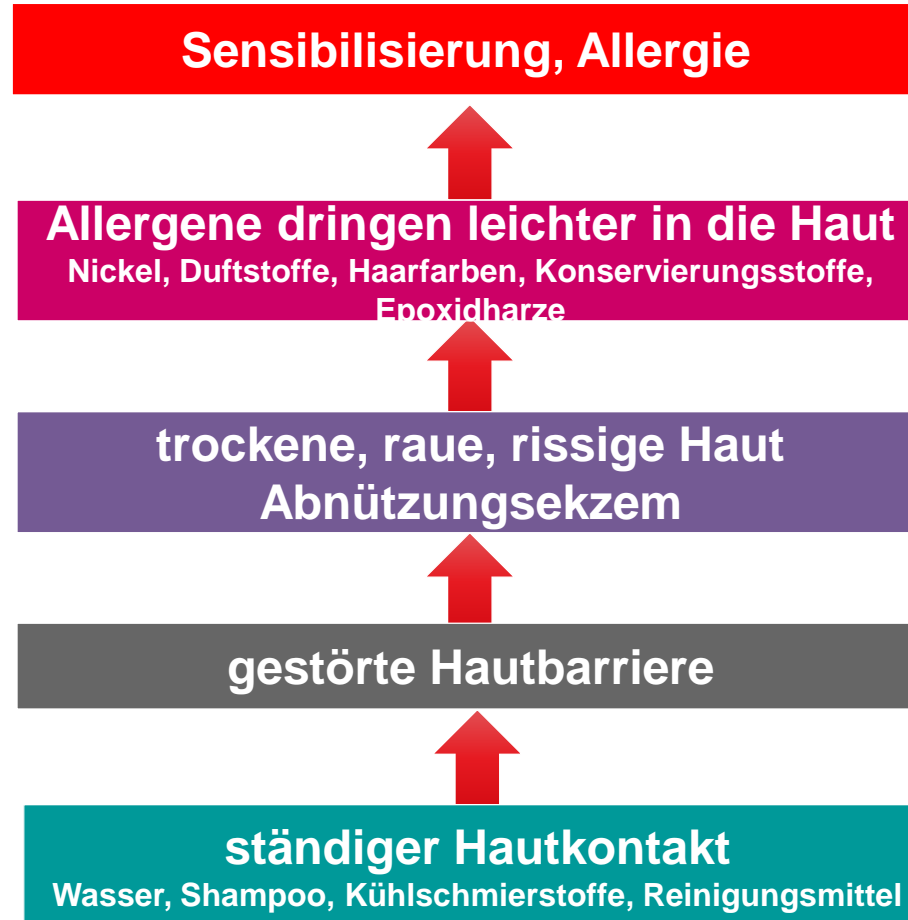 Sensibilisierung, Allergie
Allergene dringen leichter in die Haut
Nickel, Duftstoffe, Haarfarben, Konservierungsstoffe,
Epoxidharze
trockene, raue, rissige Haut
Abnützungsekzem
gestörte Hautbarriere
ständiger Hautkontakt
Wasser, Shampoo, Kühlschmierstoffe, Reinigungsmittel